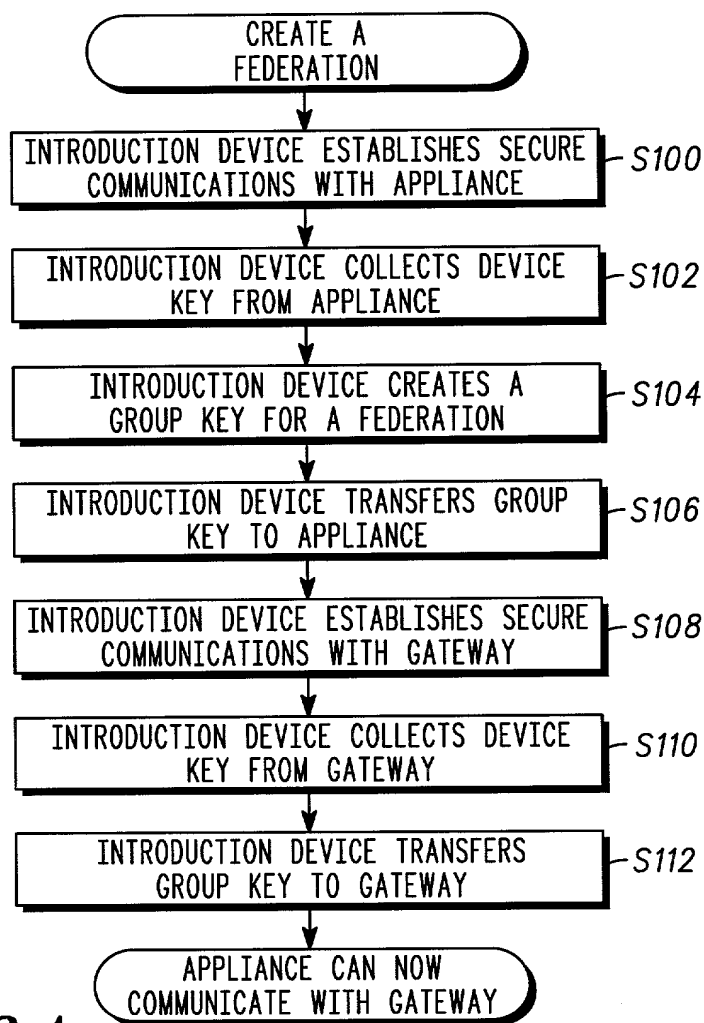 CREATE A
FEDERATION
INTRODUCTION DEVICE ESTABLISHES SECURE
COMMUNICATIONS WITH APPLIANCE
S100
INTRODUCTION DEVICE COLLECTS DEVICE
KEY FROM APPLIANCE
S102
INTRODUCTION DEVICE CREATES A
GROUP KEY FOR A FEDERATION
S104
INTRODUCTION DEVICE TRANSFERS GROUP
KEY TO APPLIANCE
S106
INTRODUCTION DEVICE ESTABLISHES SECURE
COMMUNICATIONS WITH GATEWAY
S108
INTRODUCTION DEVICE COLLECTS DEVICE
KEY FROM GATEWAY
S110
INTRODUCTION DEVICE TRANSFERS
GROUP KEY TO GATEWAY
S112
APPLIANCE CAN NOW
COMMUNICATE WITH GATEWAY